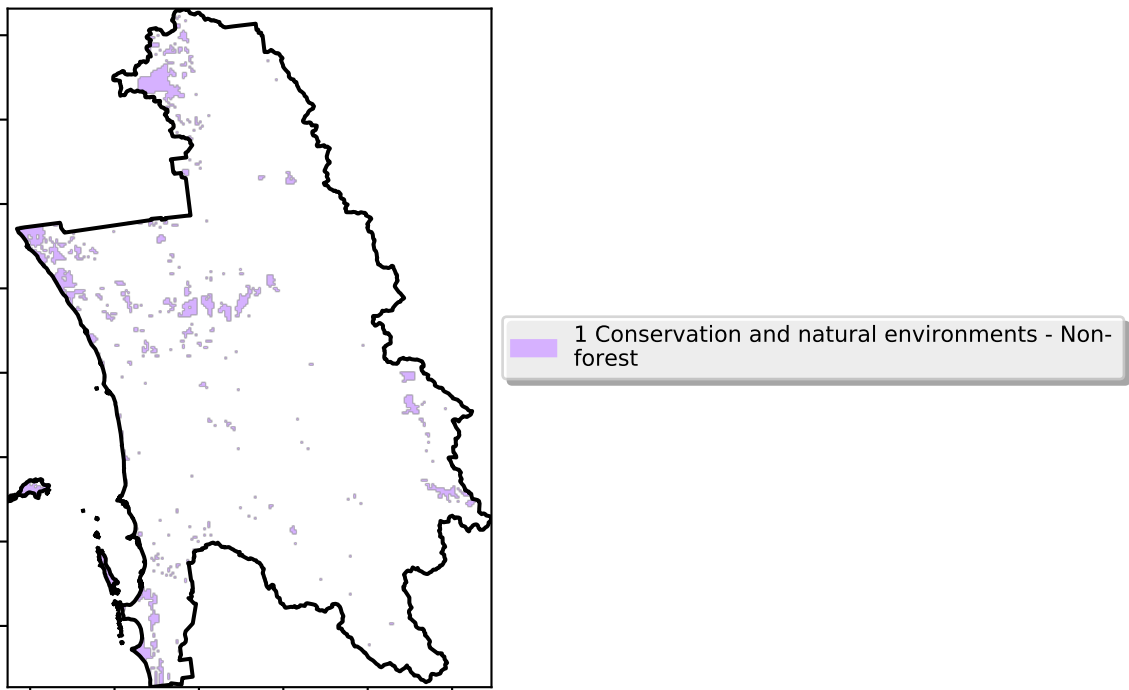 1 Conservation and natural environments - Non-
forest